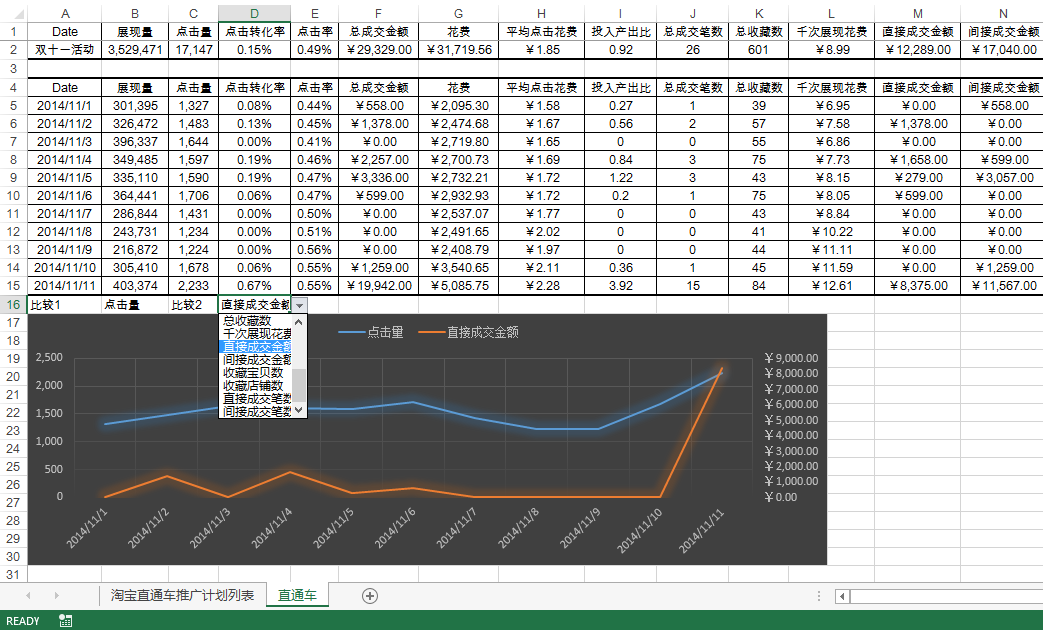 A B C D E F G H I J K L M N
1 Date 展现量 点击量 点击转化率 点击率 总成交金额 花费 平均点击花费 投入产出比 总成交笔数 总收藏数 千次展现花费 直接成交金额 间接成交金额
2 双十一活动 3,529,471 17,147 0.15% 0.49% ￥29,329.00 ￥31,719.56 ￥1.85 0.92 26 601 ￥8.99 ￥12,289.00 ￥17,040.00
3
4 Date 展现量 点击量 点击转化率 点击率 总成交金额 花费 平均点击花费 投入产出比 总成交笔数 总收藏数 千次展现花费 直接成交金额 间接成交金额
5 2014/11/1 301,395 1,327 0.08% 0.44% ￥558.00 ￥2,095.30 ￥1.58 0.27 1 39 ￥6.95 ￥0.00 ￥558.00
6 2014/11/2 326,472 1,483 0.13% 0.45% ￥1,378.00 ￥2,474.68 ￥1.67 0.56 2 57 ￥7.58 ￥1,378.00 ￥0.00
7 2014/11/3 396,337 1,644 0.00% 0.41% ￥0.00 ￥2,719.80 ￥1.65 0 0 55 ￥6.86 ￥0.00 ￥0.00
8 2014/11/4 349,485 1,597 0.19% 0.46% ￥2,257.00 ￥2,700.73 ￥1.69 0.84 3 75 ￥7.73 ￥1,658.00 ￥599.00
9 2014/11/5 335,110 1,590 0.19% 0.47% ￥3,336.00 ￥2,732.21 ￥1.72 1.22 3 43 ￥8.15 ￥279.00 ￥3,057.00
10 2014/11/6 364,441 1,706 0.06% 0.47% ￥599.00 ￥2,932.93 ￥1.72 0.2 1 75 ￥8.05 ￥599.00 ￥0.00
11 2014/11/7 286,844 1,431 0.00% 0.50% ￥0.00 ￥2,537.07 ￥1.77 0 0 43 ￥8.84 ￥0.00 ￥0.00
12 2014/11/8 243,731 1,234 0.00% 0.51% ￥0.00 ￥2,491.65 ￥2.02 0 0 41 ￥10.22 ￥0.00 ￥0.00
13 2014/11/9 216,872 1,224 0.00% 0.56% ￥0.00 ￥2,408.79 ￥1.97 0 0 44 ￥11.11 ￥0.00 ￥0.00
14 2014/11/10 305,410 1,678 0.06% 0.55% ￥1,259.00 ￥3,540.65 ￥2.11 0.36 1 45 ￥11.59 ￥0.00 ￥1,259.00
15 2014/11/11 403,374 2,233 0.67% 0.55% ￥19,942.00 ￥5,085.75 ￥2.28 3.92 15 84 ￥12.61 ￥8,375.00 ￥11,567.00
16 比较1 点击量 比较2 直接成交金额
17
18
19
20
21
22
23
24
25
26
27
28
29
30
31
总收藏数
千次展现花费
直接成交金额
间接成交金额
收藏宝贝数
收藏店铺数
直接成交笔数
间接成交笔数
点击量 直接成交金额
2,500
2,000
1,500
1,000
500
0
￥9,000.00
￥8,000.00
￥7,000.00
￥6,000.00
￥5,000.00
￥4,000.00
￥3,000.00
￥2,000.00
￥1,000.00
￥0.00
2014/11/1 2014/11/2 2014/11/3 2014/11/4 2014/11/5 2014/11/6 2014/11/7 2014/11/8 2014/11/9 2014/11/10 2014/11/11
淘宝直通车推广计划列表 直通车
READY